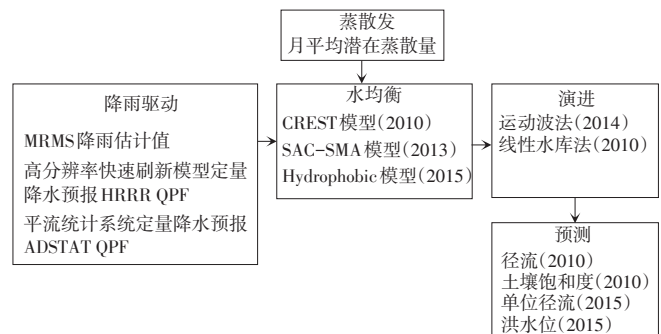 蒸散发
月平均潜在蒸散量
降雨驱动
MRMS降雨估计值
高分辨率快速刷新模型定量
降水预报HRRR QPF
平流统计系统定量降水预报
ADSTAT QPF
水均衡
CREST模型(2010)
SAC-SMA模型(2013)
Hydrophobic模型(2015)
演进
运动波法(2014)
线性水库法(2010)
预测
径流(2010)
土壤饱和度(2010)
单位径流(2015)
洪水位(2015)